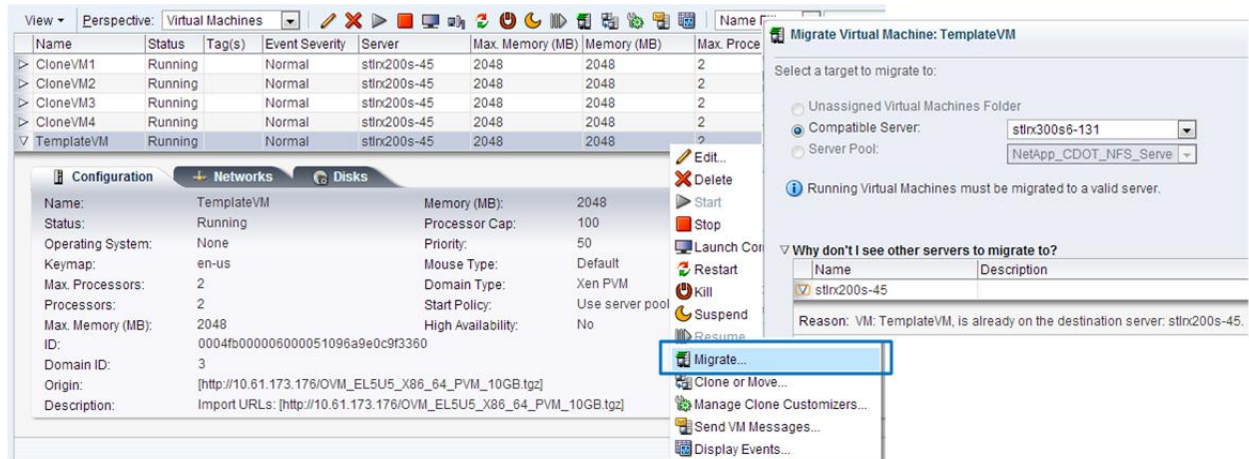 View Perspective: Virtual Machines
Name Status Tag(s) Event Severity Server Max. Memory (MB) Memory (MB) Max. Proce
CloneVM1 Running Normal stlrx200s-45 2048 2048 2
CloneVM2 Running Normal stlrx200s-45 2048 2048 2
CloneVM3 Running Normal stlrx200s-45 2048 2048 2
CloneVM4 Running Normal stlrx200s-45 2048 2048 2
TemplateVM Running Normal stlrx200s-45 2048 2048 2
Configuration Networks Disks
Name: TemplateVM Memory (MB): 2048
Status: Running Processor Cap: 100
Operating System: None Priority: 50
Keymap: en-us Mouse Type: Default
Max. Processors: 2 Domain Type: Xen PVM
Processors: 2 Start Policy: Use server pool
Max. Memory (MB): 2048 High Availability: No
ID: 0004fb000006000051096a9e0c9f3360
Domain ID: 3
Origin: [http://10.61.173.176/OVM_EL5U5_X86_64_PVM_10GB.tgz]
Description: Import URLs: [http://10.61.173.176/OVM_EL5U5_X86_64_PVM_10GB.tgz]
Edit...
Delete
Start
Stop
Launch Con
Restart
Kill
Suspend
Resume
Migrate...
Clone or Move...
Manage Clone Customizers...
Send VM Messages...
Display Events...
Migrate Virtual Machine: TemplateVM
Select a target to migrate to:
Unassigned Virtual Machines Folder
Compatible Server: stlrx300s6-131
Server Pool: NetApp_CDOT_NFS_Serve
Running Virtual Machines must be migrated to a valid server.
Why don't I see other servers to migrate to?
Name Description
stlrx200s-45
Reason: VM: TemplateVM, is already on the destination server: stlrx200s-45.